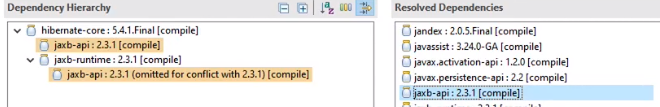 Dependency Hierarchy
hibernate-core : 5.4.1.Final [compile]
jaxb-api : 2.3.1 [compile]
jaxb-runtime : 2.3.1 [compile]
jaxb-api : 2.3.1 (omitted for conflict with 2.3.1) [compile]
Resolved Dependencies
jandex : 2.0.5.Final [compile]
javassist : 3.24.0-GA [compile]
javax.activation-api : 1.2.0 [compile]
javax.persistence-api : 2.2 [compile]
jaxb-api : 2.3.1 [compile]